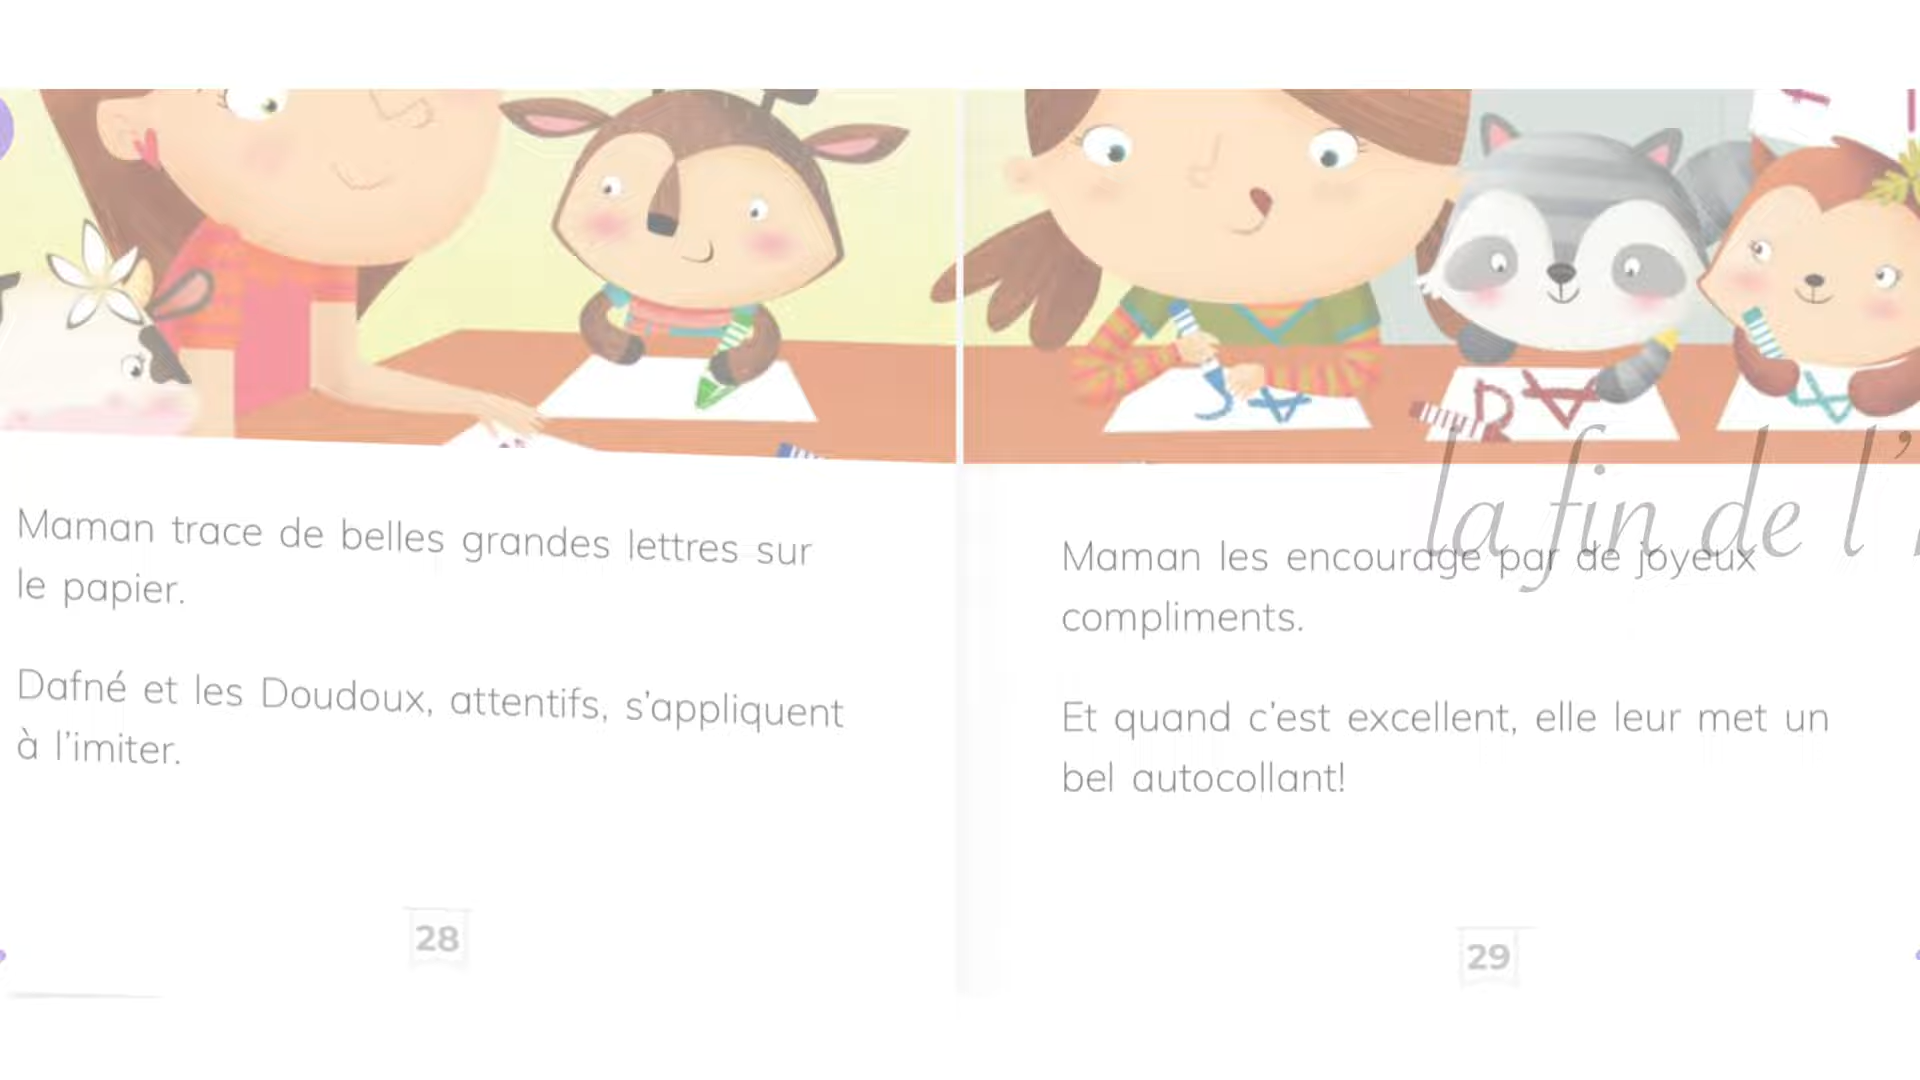 Maman trace de belles grandes lettres sur
le papier.
Dafné et les Doudoux, attentifs, s'appliquent
à l'imiter.
28
Maman les encourage par de joyeux
compliments.
Et quand c'est excellent, elle leur met un
bel autocollant!
29
la fin de l'